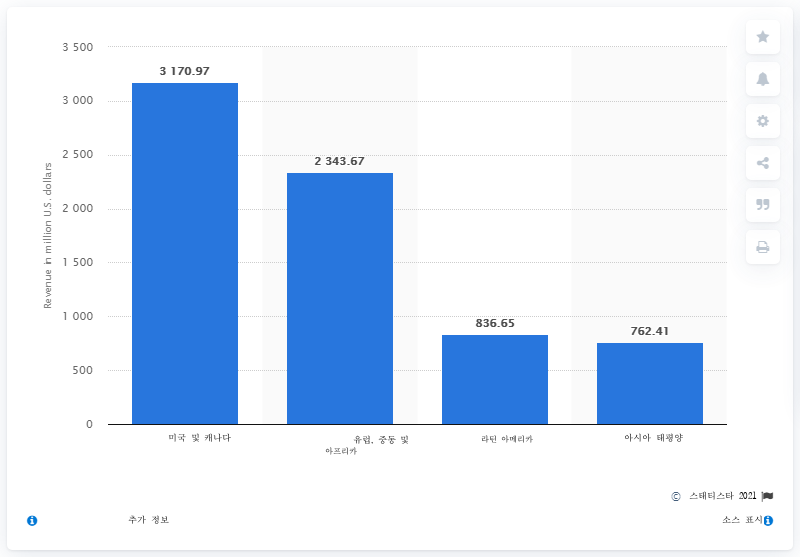 3 500
3 170.97
3 000
2 500
2 343.67
2 000
1 500
1 000
836.65
762.41
500
0
Revenue in million U.S. dollars
미국 및 캐나다
유럽, 중동 및
아프리카
라틴 아메리카
아시아 태평양
© 스태티스타 2021
추가 정보
소스 표시